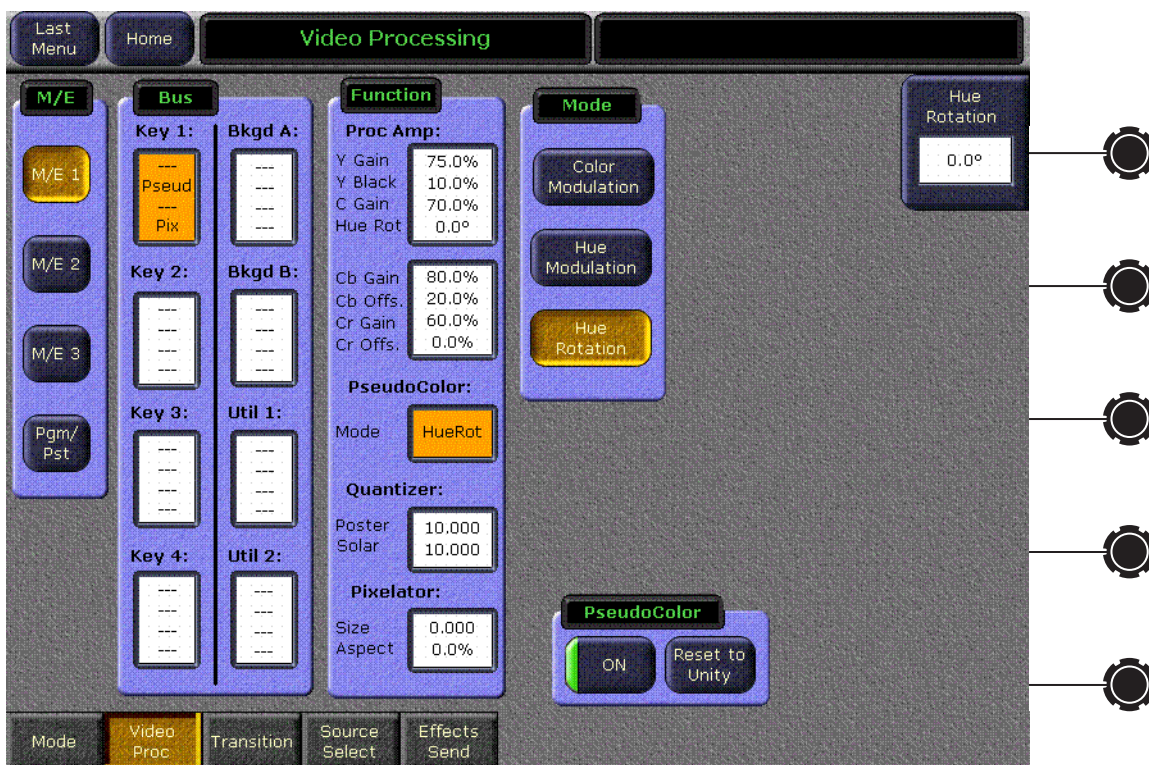 Last
Menu
Home
Video Processing
M/E
M/E 1
M/E 2
M/E 3
Pgm/
Pst
Bus
Key 1:
---
Pseud
---
Pix
Bkgd A:
---
---
---
---
Key 2:
---
---
---
---
Bkgd B:
---
---
---
---
Key 3:
---
---
---
---
Util 1:
---
---
---
---
Key 4:
---
---
---
---
Util 2:
---
---
---
---
Function
Proc Amp:
Y Gain 75.0%
Y Black 10.0%
C Gain 70.0%
Hue Rot 0.0º
Cb Gain 80.0%
Cb Offs. 20.0%
Cr Gain 60.0%
Cr Offs. 0.0%
PseudoColor:
Mode HueRot
Quantizer:
Poster 10.000
Solar 10.000
Pixelator:
Size 0.000
Aspect 0.0%
Mode
Color
Modulation
Hue
Modulation
Hue
Rotation
PseudoColor
ON
Reset to
Unity
Hue
Rotation
0.0º
Mode
Video
Proc
Transition
Source
Select
Effects
Send